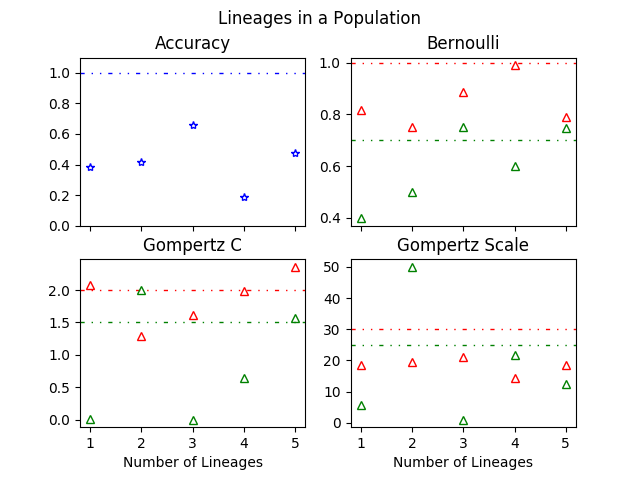 Lineages in a Population
Accuracy
Bernoulli
1.0
0.8
0.6
0.4
0.2
0.0
1.0
0.8
0.6
0.4
Gompertz C
Gompertz Scale
2.0
1.5
1.0
0.5
0.0
50
40
30
20
10
0
1 2 3 4 5
1 2 3 4 5
Number of Lineages
Number of Lineages